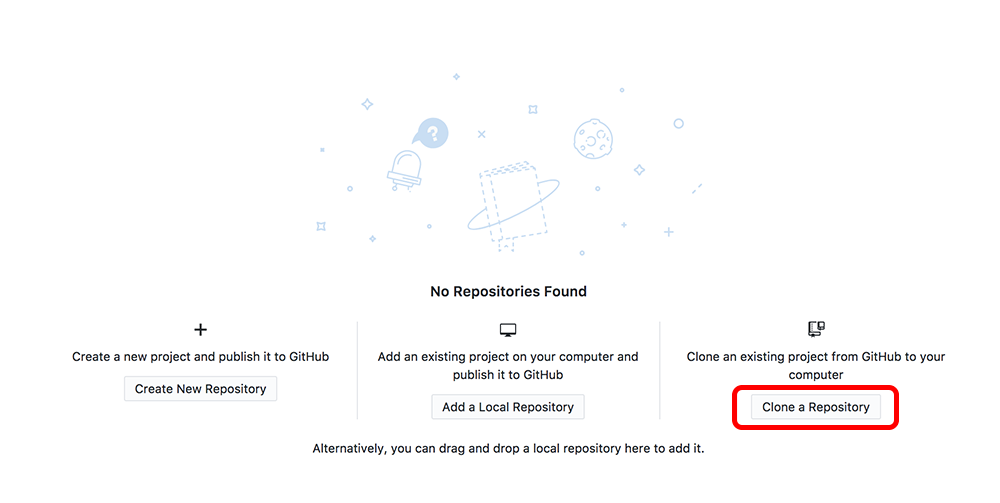 ?
No Repositories Found
Create a new project and publish it to GitHub
Create New Repository
Add an existing project on your computer and
publish it to GitHub
Add a Local Repository
Clone an existing project from GitHub to your
computer
Clone a Repository
Alternatively, you can drag and drop a local repository here to add it.